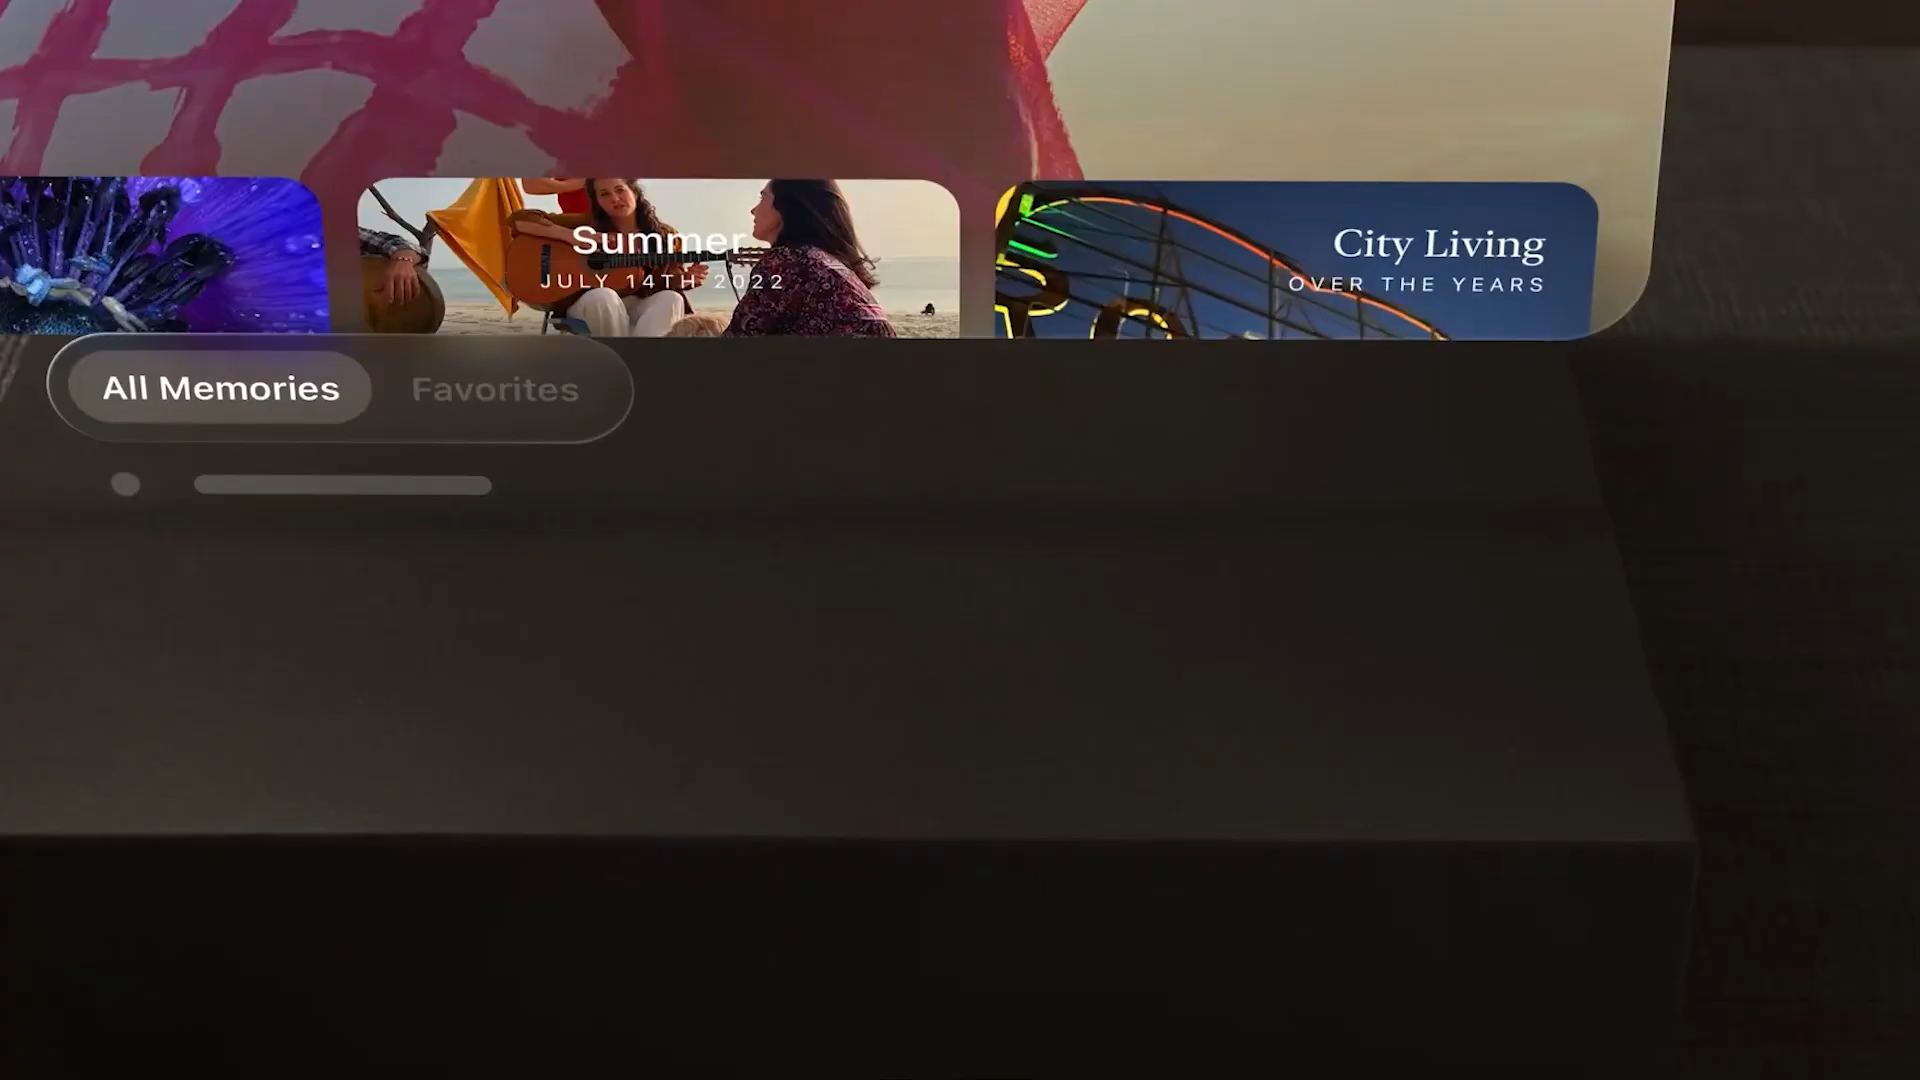 Summer
JULY 14TH 2022
City Living
OVER THE YEARS
All Memories
Favorites